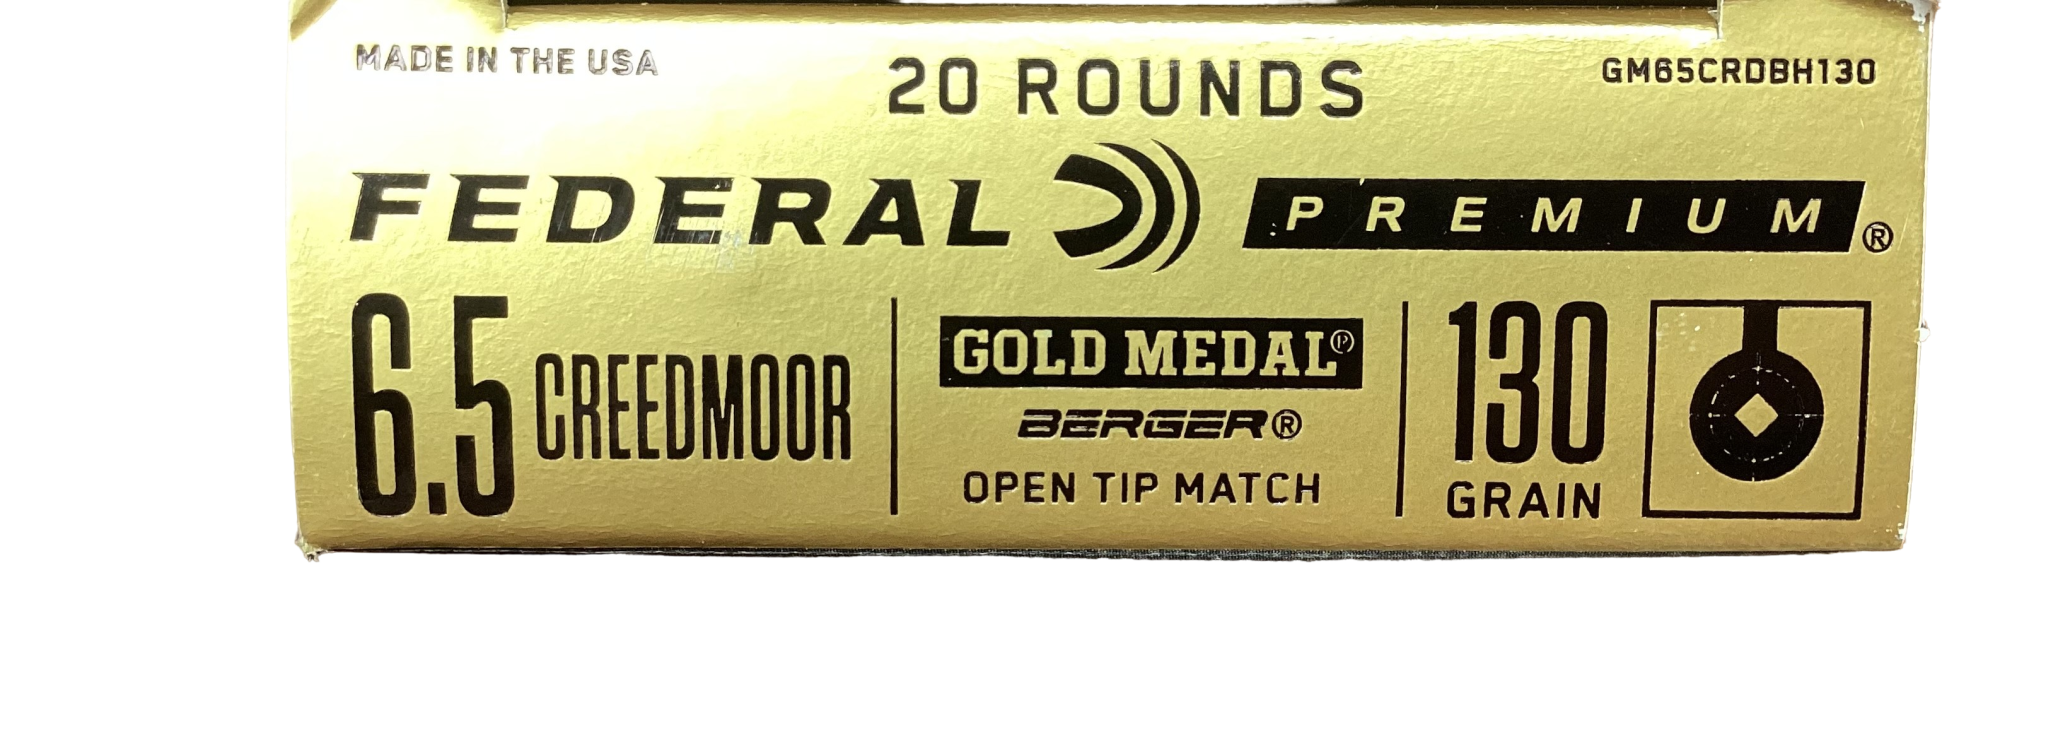 MADE IN THE USA
20 ROUNDS
GM65CRDBH130
FEDERAL PREMIUM®
6.5 CREEDMOOR
GOLD MEDAL®
BERGER®
OPEN TIP MATCH
130
GRAIN